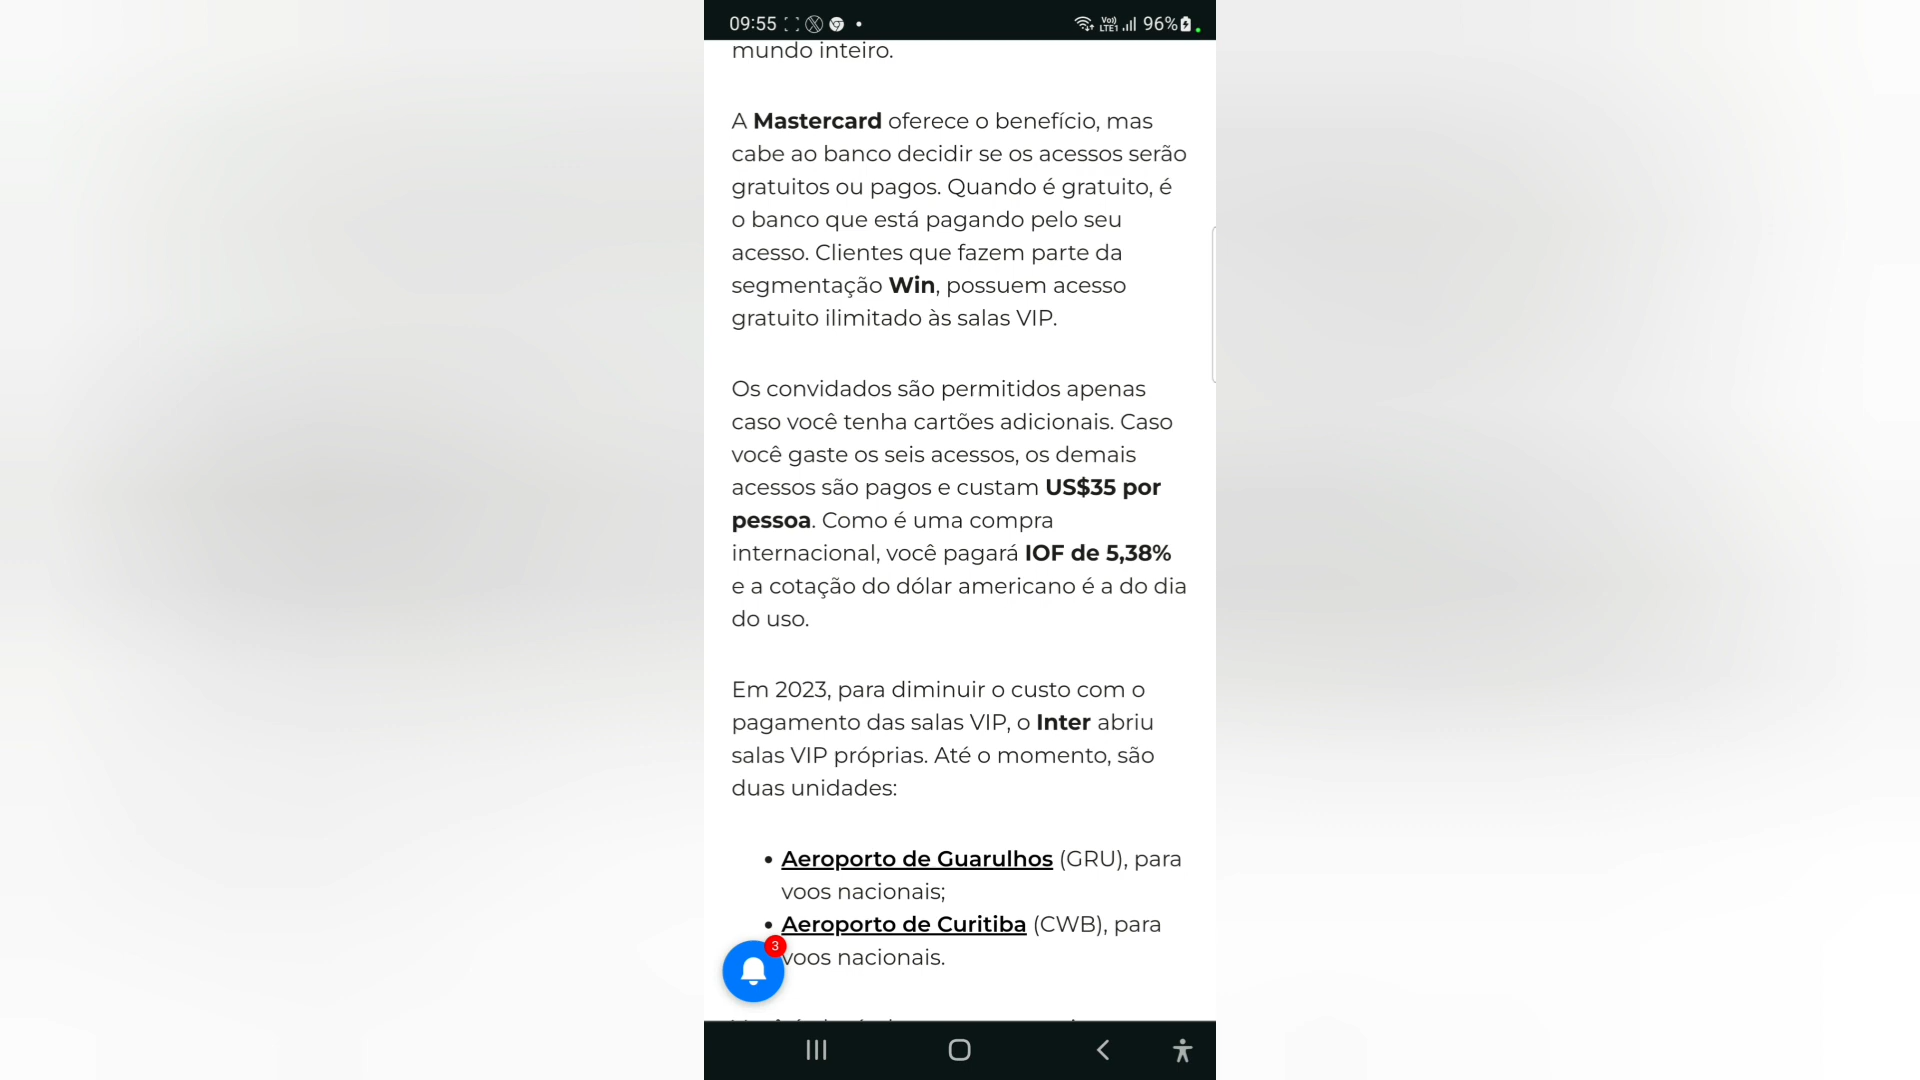 09:55
VoLTE1 96%
mundo inteiro.
A Mastercard oferece o benefício, mas
cabe ao banco decidir se os acessos serão
gratuitos ou pagos. Quando é gratuito, é
o banco que está pagando pelo seu
acesso. Clientes que fazem parte da
segmentação Win, possuem acesso
gratuito ilimitado às salas VIP.
Os convidados são permitidos apenas
caso você tenha cartões adicionais. Caso
você gaste os seis acessos, os demais
acessos são pagos e custam US$35 por
pessoa. Como é uma compra
internacional, você pagará IOF de 5,38%
e a cotação do dólar americano é a do dia
do uso.
Em 2023, para diminuir o custo com o
pagamento das salas VIP, o Inter abriu
salas VIP próprias. Até o momento, são
duas unidades:
• Aeroporto de Guarulhos (GRU), para
voos nacionais;
• Aeroporto de Curitiba (CWB), para
voos nacionais.
3